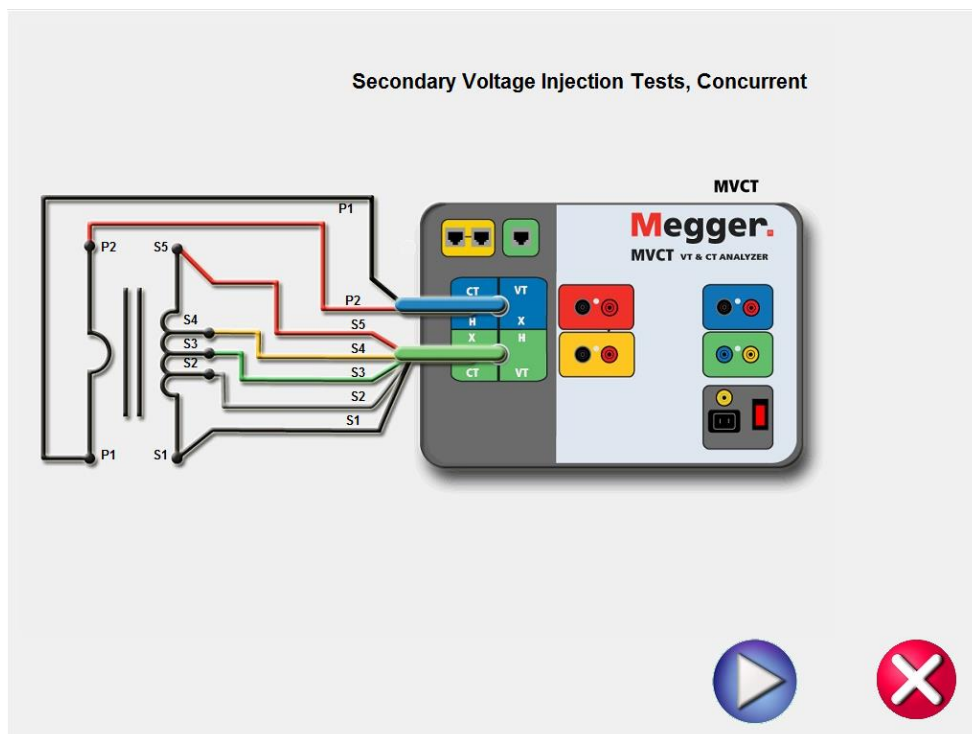 Secondary Voltage Injection Tests, Concurrent
MVCT
P1
Megger.
MVCT VT & CT ANALYZER
P2
S5
P2
CT
VT
S5
H
X
S4
S4
X
H
S3
S3
CT
VT
S2
S2
S1
P1
S1